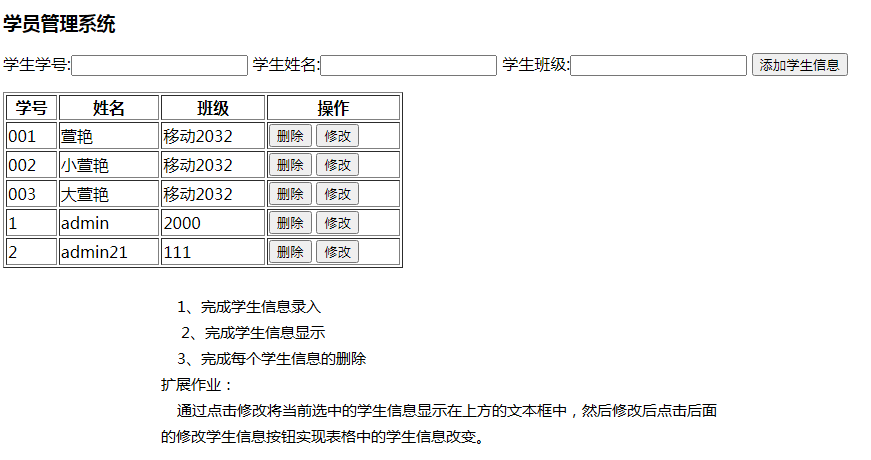 学员管理系统
学生学号: 学生姓名: 学生班级: 添加学生信息
学号 姓名 班级 操作
001 萱艳 移动2032 删除 修改
002 小萱艳 移动2032 删除 修改
003 大萱艳 移动2032 删除 修改
1 admin 2000 删除 修改
2 admin21 111 删除 修改
1、完成学生信息录入
2、完成学生信息显示
3、完成每个学生信息的删除
扩展作业：
通过点击修改将当前选中的学生信息显示在上方的文本框中，然后修改后点击后面
的修改学生信息按钮实现表格中的学生信息改变。